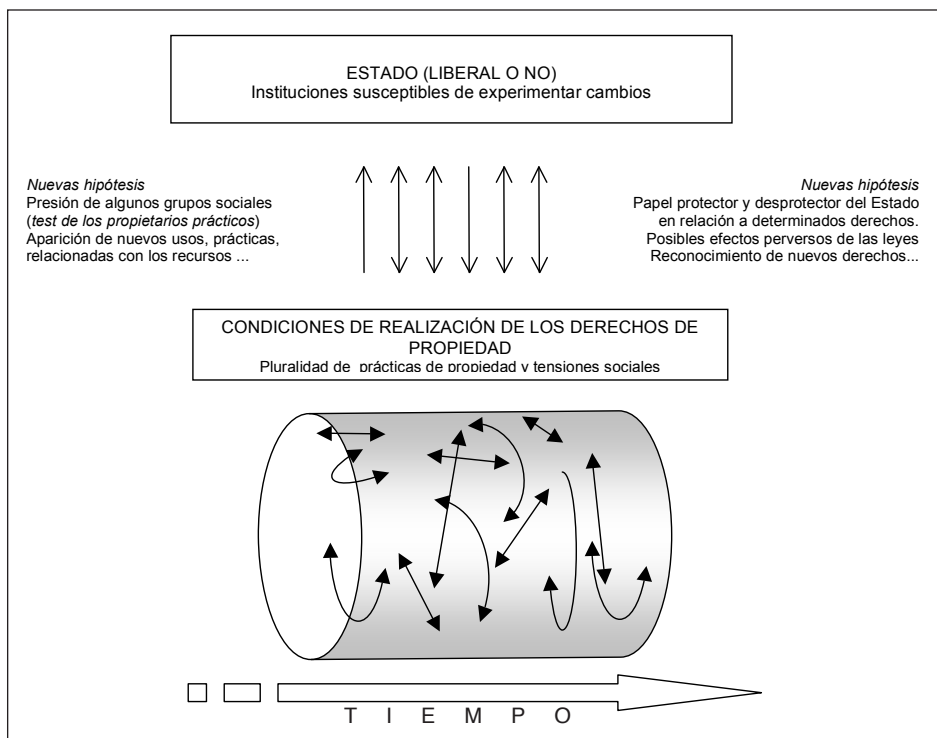 ESTADO (LIBERAL O NO)
Instituciones susceptibles de experimentar cambios
Nuevas hipótesis
Presión de algunos grupos sociales
(test de los propietarios prácticos)
Aparición de nuevos usos, prácticas,
relacionadas con los recursos ...
Nuevas hipótesis
Papel protector y desprotector del Estado
en relación a determinados derechos.
Posibles efectos perversos de las leyes
Reconocimiento de nuevos derechos...
CONDICIONES DE REALIZACIÓN DE LOS DERECHOS DE
PROPIEDAD
Pluralidad de prácticas de propiedad y tensiones sociales
T I E M P O